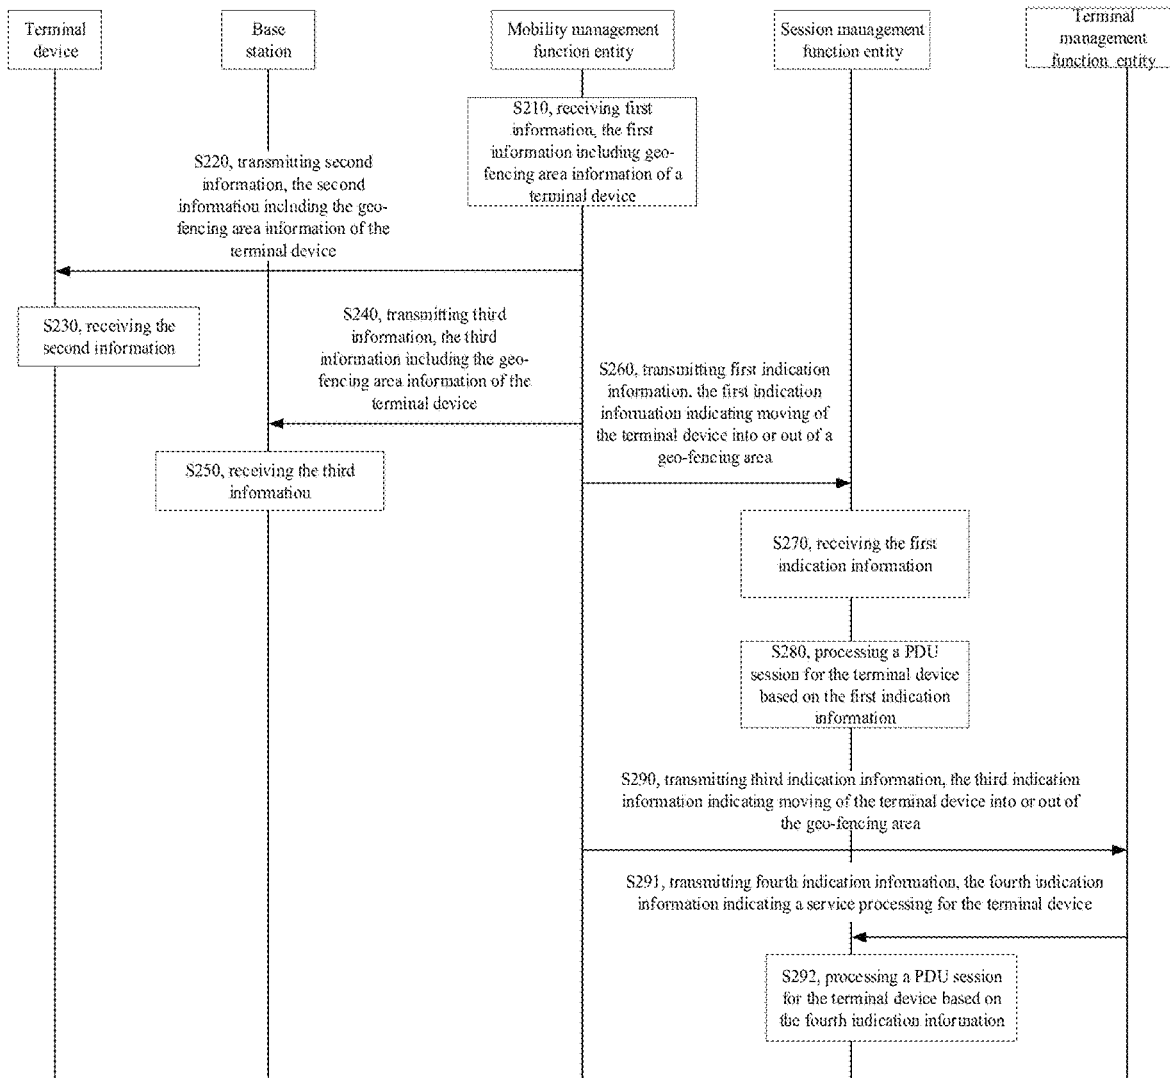 Terminal
device
Base
station
Mobility management
function entity
Session management
function entity
Terminal
management
function entity
S210, receiving first
information, the first
information including geo-
fencing area information of a
terminal device
S220, transmitting second
information, the second
information including the geo-
fencing area information of the
terminal device
S230, receiving the
second information
S240, transmitting third
information, the third
information including the geo-
fencing area information of the
terminal device
S250, receiving the third
information
S260, transmitting first indication
information, the first indication
information indicating moving of
the terminal device into or out of a
geo-fencing area
S270, receiving the first
indication information
S280, processing a PDU
session for the terminal device
based on the first indication
information
S290, transmitting third indication information, the third indication
information indicating moving of the terminal device into or out of
the geo-fencing area
S291, transmitting fourth indication information, the fourth indication
information indicating a service processing for the terminal device
S292, processing a PDU session
for the terminal device based on
the fourth indication information